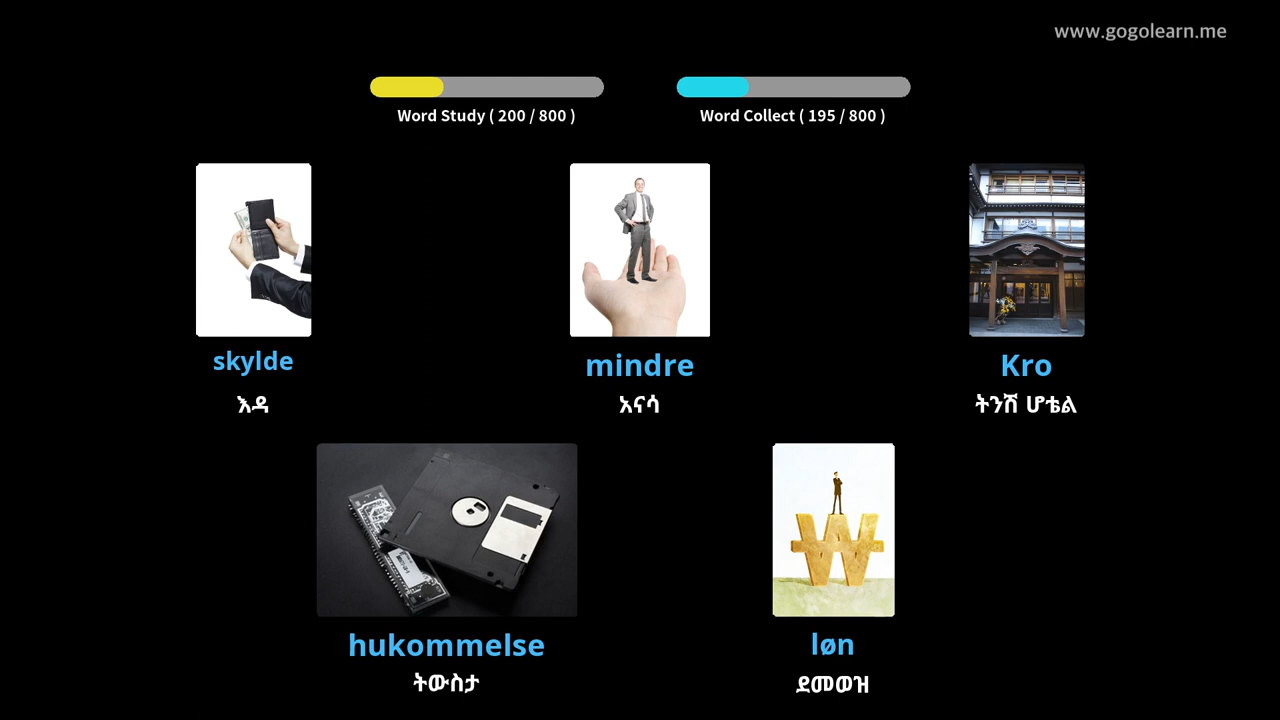 www.gogolearn.me
Word Study ( 200 / 800 )
Word Collect ( 195 / 800 )
skylde
እዳ
mindre
አናሳ
Kro
ትንሽ ሆቴል
hukommelse
ትውስታ
løn
ደመወዝ